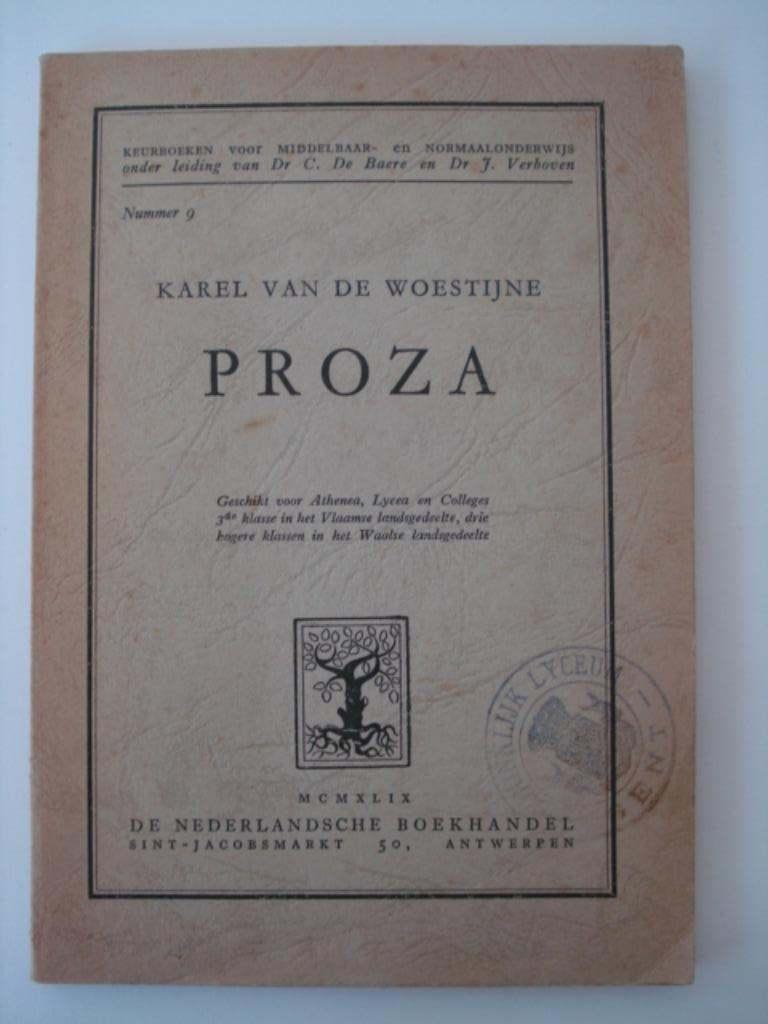 KEURBOEKEN VOOR MIDDELBAAR- en NORMAALONDERWIJS
onder leiding van Dr C. De Baere en Dr J. Verhoven
Nummer 9
KAREL VAN DE WOESTIJNE
PROZA
Geschikt voor Athenea, Lycea en Colleges
3de klasse in het Vlaamse landsgedeelte, drie
hogere klassen in het Waalse landsgedeelte
LYCEUM
MCMXLIX
DE NEDERLANDSCHE BOEKHANDEL
SINT-JACOBSMARKT 50, ANTWERPEN